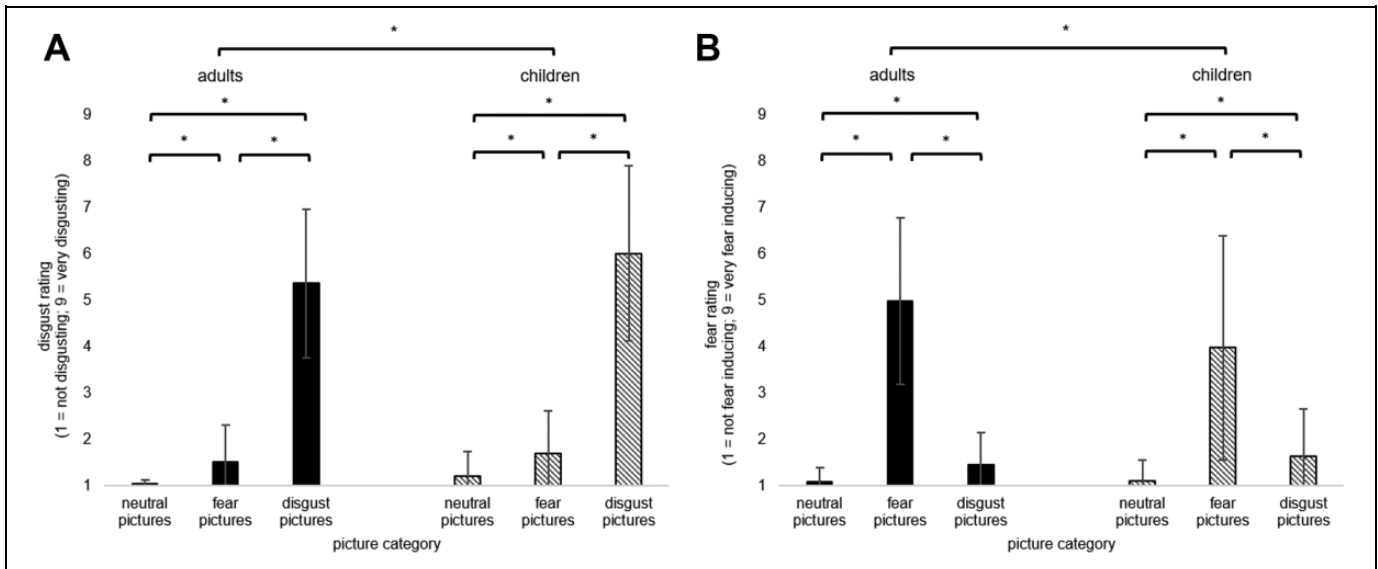 A
*
adults
children
*
*
*
*
*
*
9
8
7
6
5
4
3
2
1
disgust rating
(1 = not disgusting; 9 = very disgusting)
neutral pictures
fear pictures
disgust pictures
neutral pictures
fear pictures
disgust pictures
picture category
B
*
adults
children
*
*
*
*
*
*
9
8
7
6
5
4
3
2
1
fear rating
(1 = not fear inducing; 9 = very fear inducing)
neutral pictures
fear pictures
disgust pictures
neutral pictures
fear pictures
disgust pictures
picture category